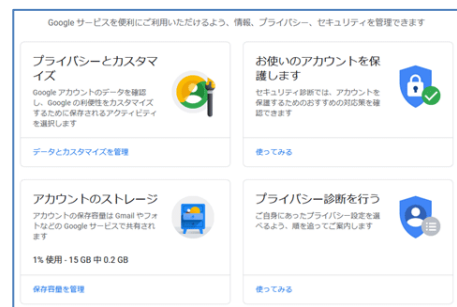 Google サービスを便利にご利用いただけるよう、情報、プライバシー、セキュリティを管理できます
プライバシーとカスタマ
イズ
Google アカウントのデータを確認
し、Google の利便性をカスタマイズ
するために保存されるアクティビティ
を選択します
データとカスタマイズを管理
お使いのアカウントを保
護します
セキュリティ診断では、アカウントを
保護するためのおすすめの対応策を確
認できます
使ってみる
アカウントのストレージ
アカウントの保存容量は Gmail やフォ
トなどの Google サービスで共有され
ます
1% 使用 - 15 GB 中 0.2 GB
保存容量を管理
プライバシー診断を行う
ご自身にあったプライバシー設定を選
べるよう、順を追ってご案内します
使ってみる